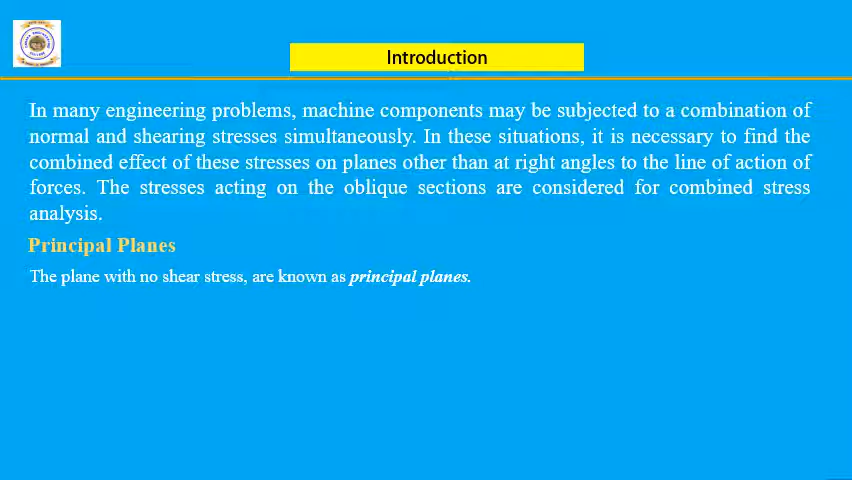 Introduction
In many engineering problems, machine components may be subjected to a combination of
normal and shearing stresses simultaneously. In these situations, it is necessary to find the
combined effect of these stresses on planes other than at right angles to the line of action of
forces. The stresses acting on the oblique sections are considered for combined stress
analysis.
Principal Planes
The plane with no shear stress, are known as principal planes.